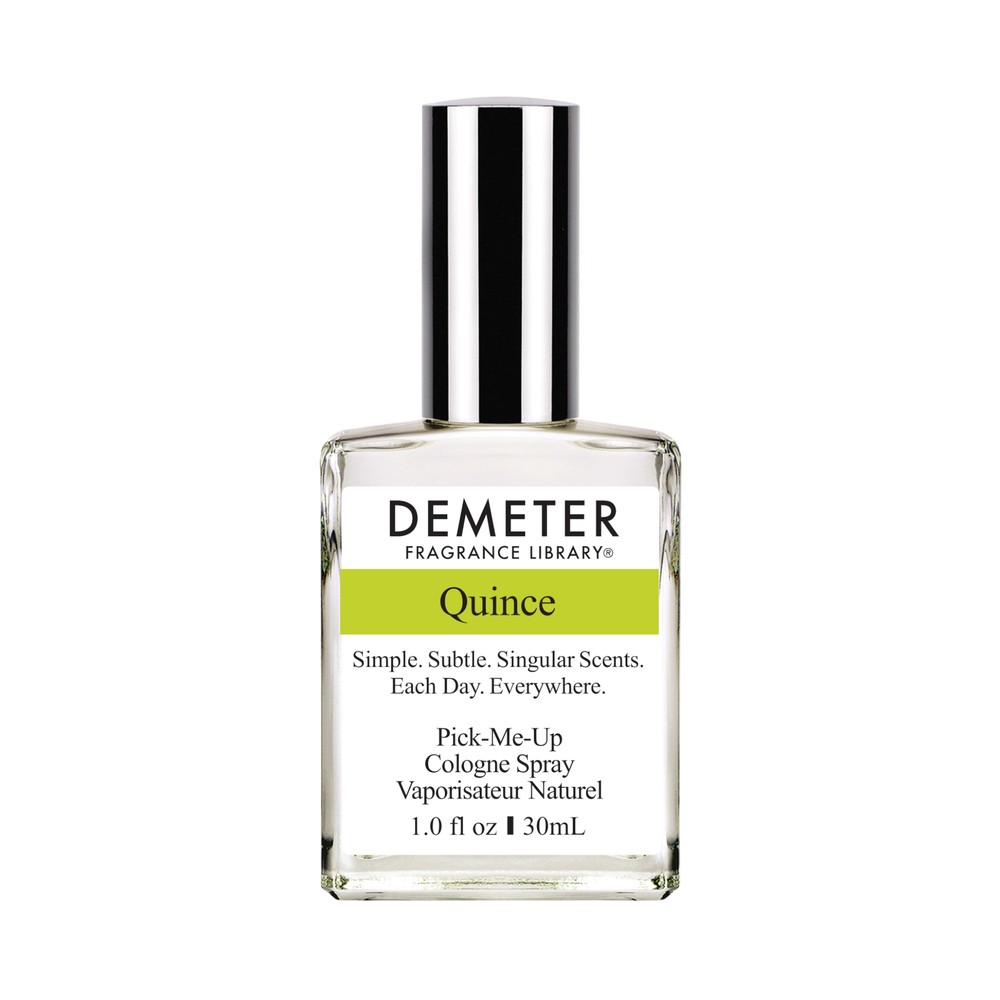 DEMETER
FRAGRANCE LIBRARY®
Quince
Simple. Subtle. Singular Scents.
Each Day. Everywhere.
Pick-Me-Up
Cologne Spray
Vaporisateur Naturel
1.0 fl oz ❚ 30mL